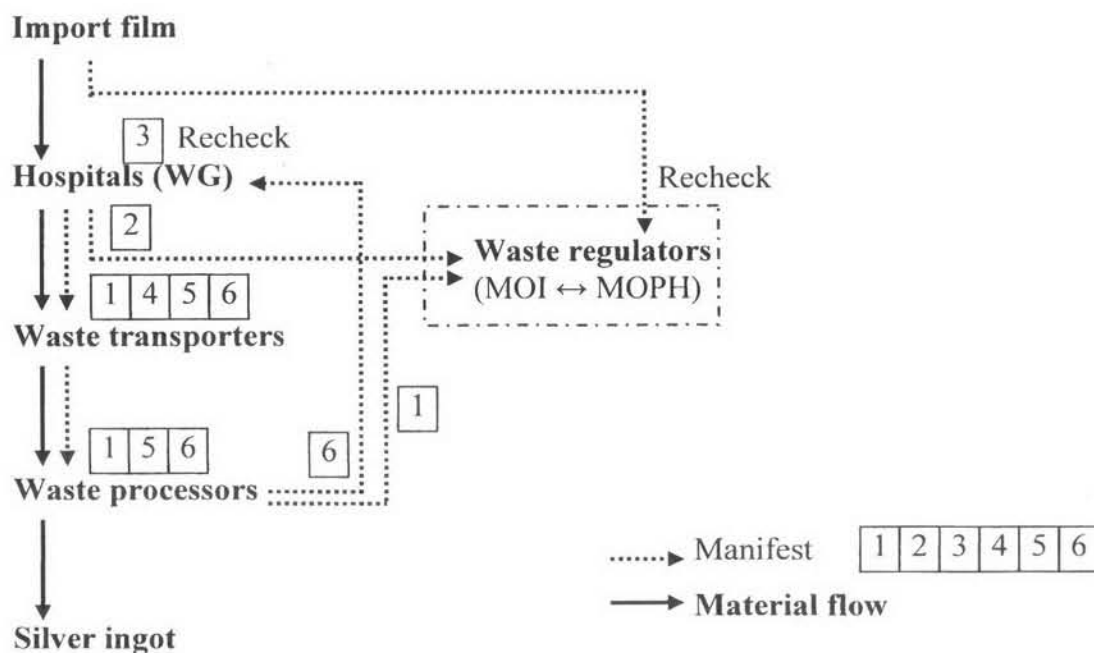 Import film
3 Recheck
Hospitals (WG)
Recheck
2
Waste regulators
(MOI ↔ MOPH)
1 4 5 6
Waste transporters
1
1 5 6
6
Waste processors
Manifest 1 2 3 4 5 6
Material flow
Silver ingot